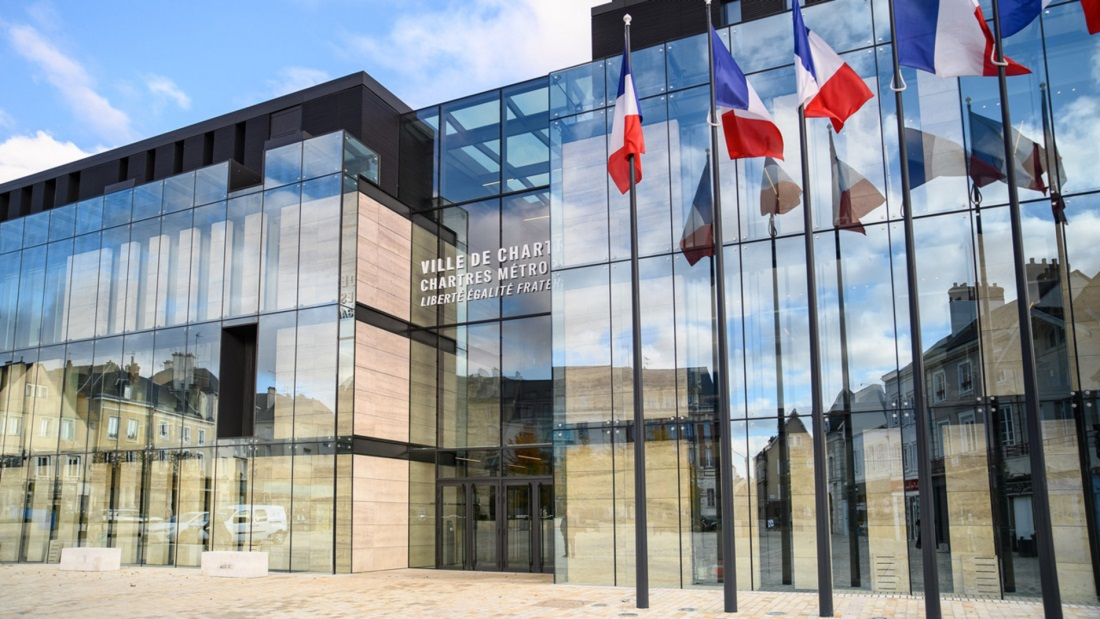 VILLE DE CHART
CHARTRES MÉTRO
LIBERTÉ ÉGALITÉ FRATE